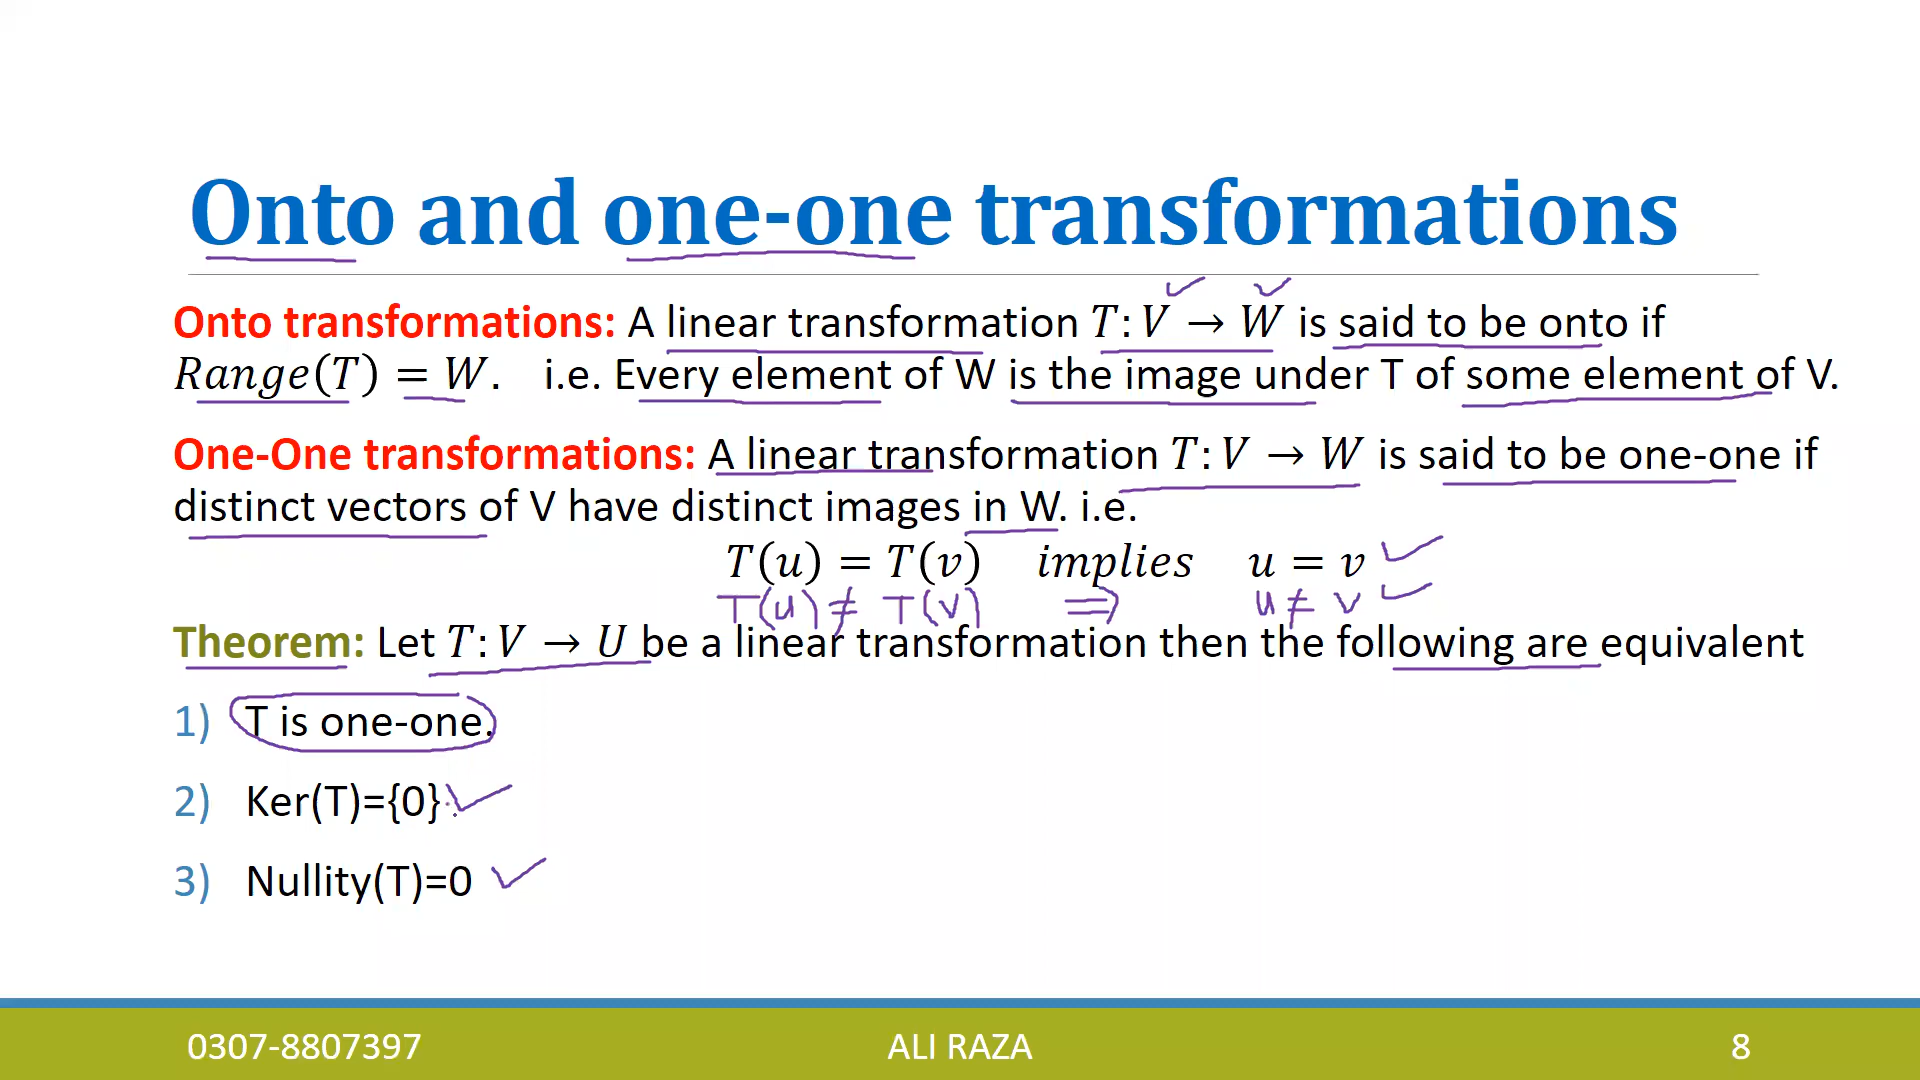 Onto and one-one transformations
Onto transformations: A linear transformation T: V → W is said to be onto if
Range(T) = W. i.e. Every element of W is the image under T of some element of V.
One-One transformations: A linear transformation T: V → W is said to be one-one if
distinct vectors of V have distinct images in W. i.e.
T(u) = T(v) implies u = v
T(u) ≠ T(v) ⇒ u ≠ v
Theorem: Let T: V → U be a linear transformation then the following are equivalent
1) T is one-one.
2) Ker(T)={0}
3) Nullity(T)=0
0307-8807397 ALI RAZA 8